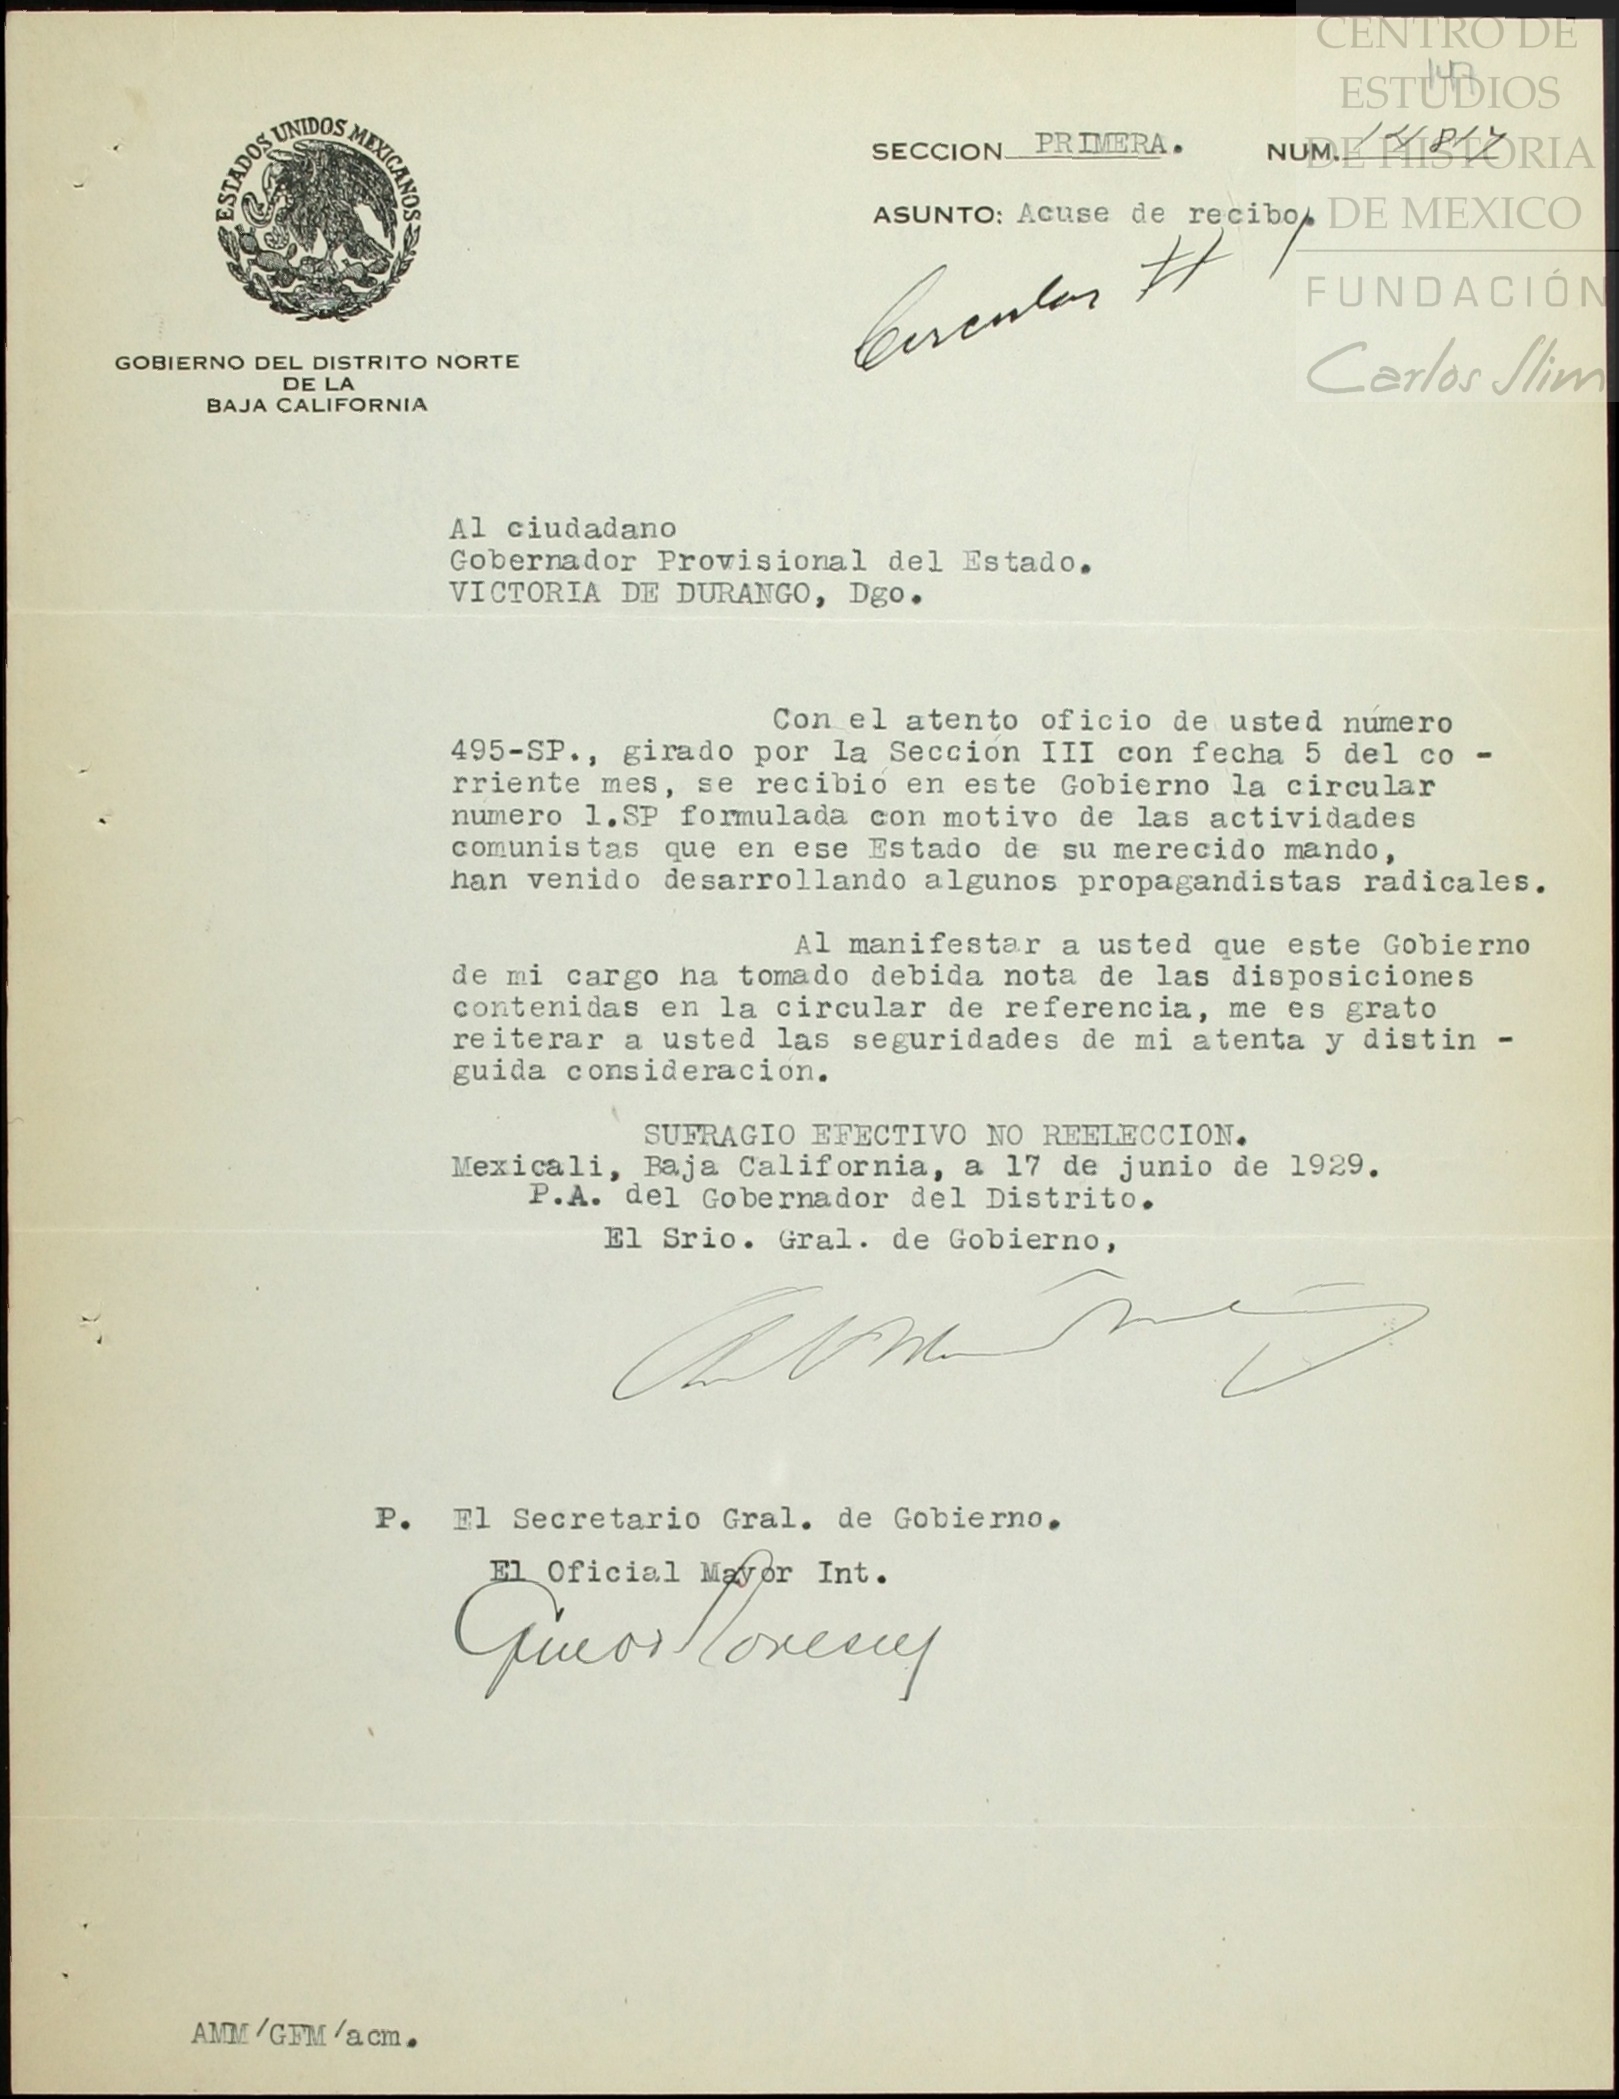 CENTRO DE
ESTUDIOS
DE HISTORIA
DE MEXICO
FUNDACIÓN
Carlos Slim
147
ESTADOS UNIDOS MEXICANOS
SECCION PRIMERA. NUM. 14817
ASUNTO: Acuse de recibo.
Circular
GOBIERNO DEL DISTRITO NORTE
DE LA
BAJA CALIFORNIA
Al ciudadano
Gobernador Provisional del Estado.
VICTORIA DE DURANGO, Dgo.
Con el atento oficio de usted número
495-SP., girado por la Sección III con fecha 5 del co -
rriente mes, se recibió en este Gobierno la circular
numero 1.SP formulada con motivo de las actividades
comunistas que en ese Estado de su merecido mando,
han venido desarrollando algunos propagandistas radicales.
Al manifestar a usted que este Gobierno
de mi cargo ha tomado debida nota de las disposiciones
contenidas en la circular de referencia, me es grato
reiterar a usted las seguridades de mi atenta y distin -
guida consideración.
SUFRAGIO EFECTIVO NO REELECCION.
Mexicali, Baja California, a 17 de junio de 1929.
P.A. del Gobernador del Distrito.
El Srio. Gral. de Gobierno,
P. El Secretario Gral. de Gobierno.
El Oficial Mayor Int.
AMM/GFM/acm.